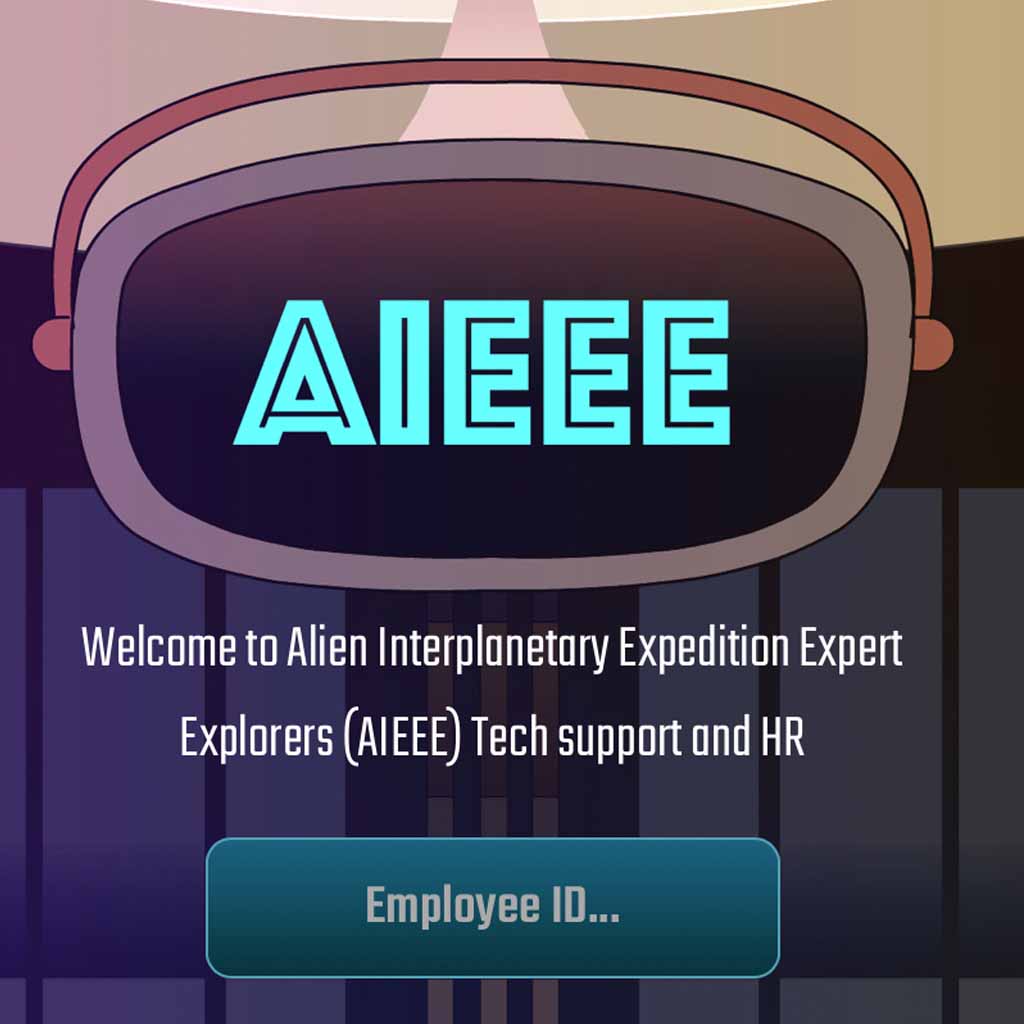 AIEEE
Welcome to Alien Interplanetary Expedition Expert
Explorers (AIEEE) Tech support and HR
Employee ID...